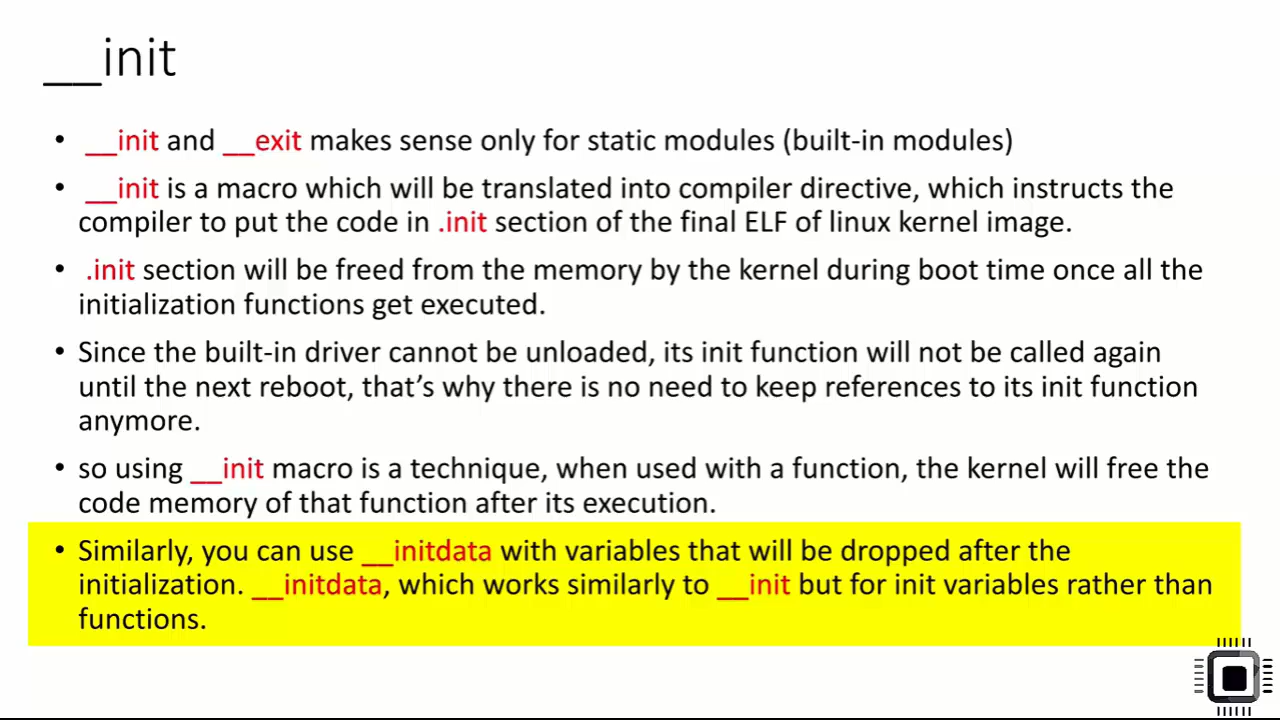 __init
• __init and __exit makes sense only for static modules (built-in modules)
• __init is a macro which will be translated into compiler directive, which instructs the
compiler to put the code in .init section of the final ELF of linux kernel image.
• .init section will be freed from the memory by the kernel during boot time once all the
initialization functions get executed.
• Since the built-in driver cannot be unloaded, its init function will not be called again
until the next reboot, that’s why there is no need to keep references to its init function
anymore.
• so using __init macro is a technique, when used with a function, the kernel will free the
code memory of that function after its execution.
• Similarly, you can use __initdata with variables that will be dropped after the
initialization. __initdata, which works similarly to __init but for init variables rather than
functions.